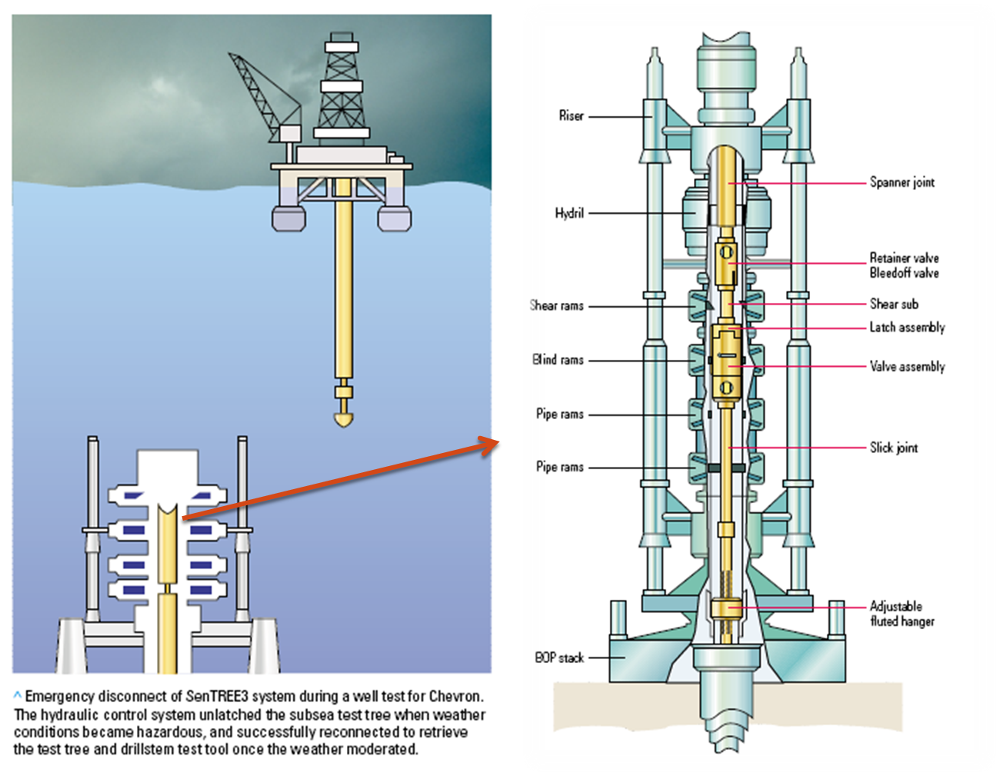 Riser
Hydril
Shear rams
Blind rams
Pipe rams
Pipe rams
BOP stack
Spanner joint
Retainer valve
Bleedoff valve
Shear sub
Latch assembly
Valve assembly
Slick joint
Adjustable
fluted hanger
^ Emergency disconnect of SenTREE3 system during a well test for Chevron.
The hydraulic control system unlatched the subsea test tree when weather
conditions became hazardous, and successfully reconnected to retrieve
the test tree and drillstem test tool once the weather moderated.